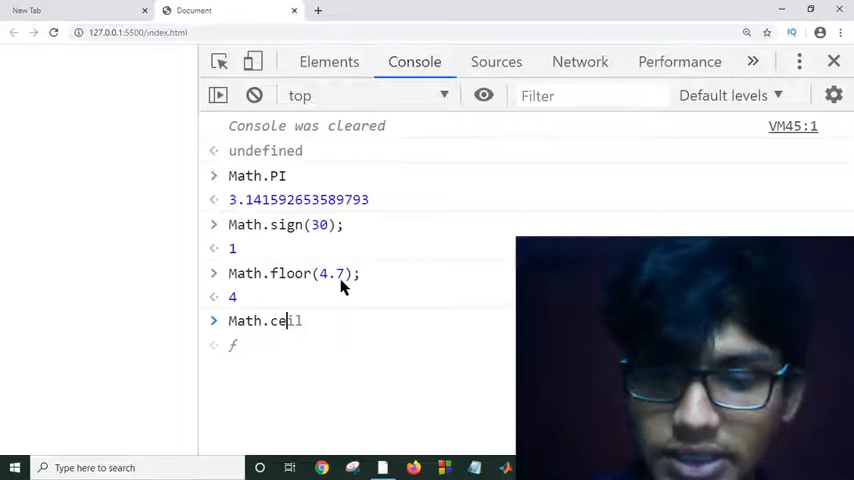 New Tab
Document
127.0.0.1:5500/index.html
IQ
Elements
Console
Sources
Network
Performance
top
Filter
Default levels
Console was cleared
VM45:1
undefined
Math.PI
3.141592653589793
Math.sign(30);
1
Math.floor(4.7);
4
Math.ceil
f
Type here to search